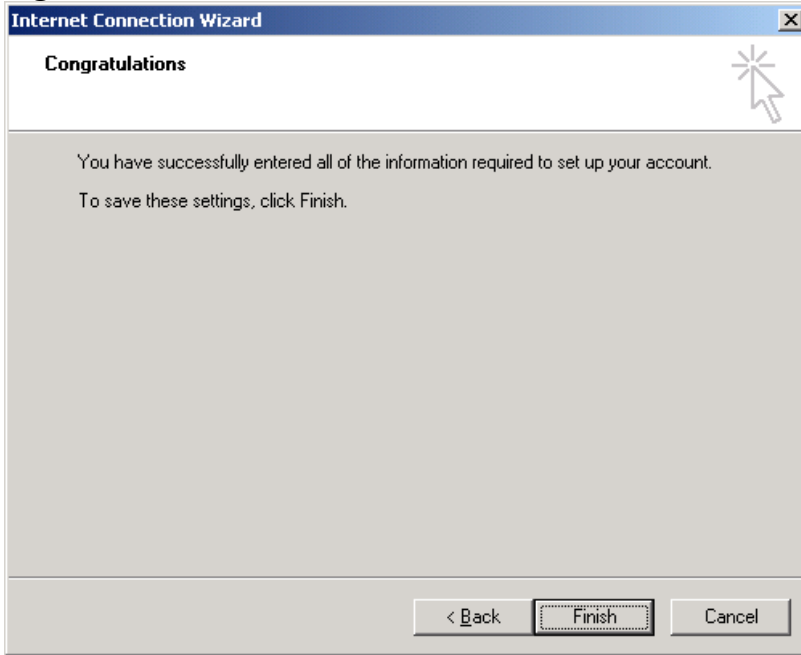 Internet Connection Wizard
Congratulations
You have successfully entered all of the information required to set up your account.
To save these settings, click Finish.
< Back
Finish
Cancel